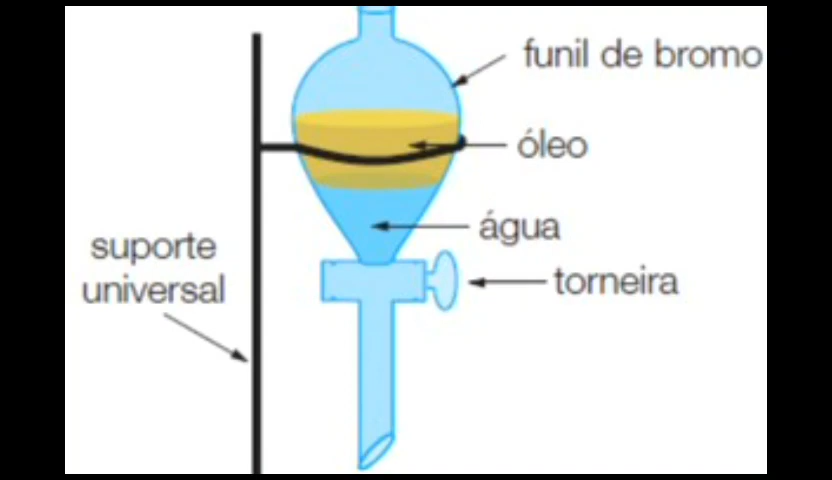 funil de bromo
óleo
água
suporte
universal
torneira